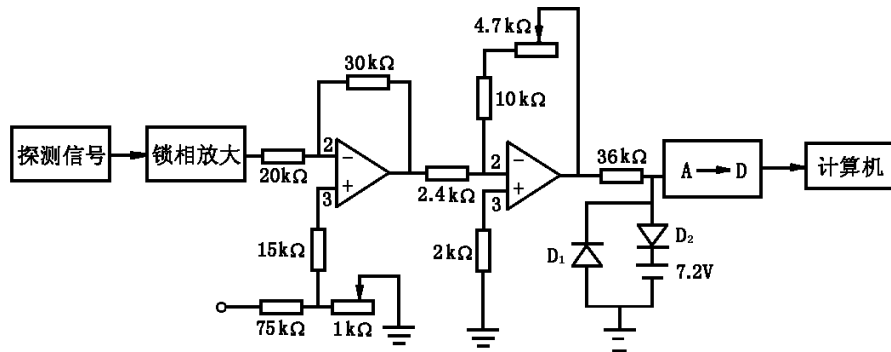 4.7kΩ
30kΩ
10kΩ
探测信号
锁相放大
2
−
+
3
20kΩ
2.4kΩ
2
−
+
3
36kΩ
A → D
计算机
15kΩ
2kΩ
D₁
D₂
7.2V
75kΩ
1kΩ